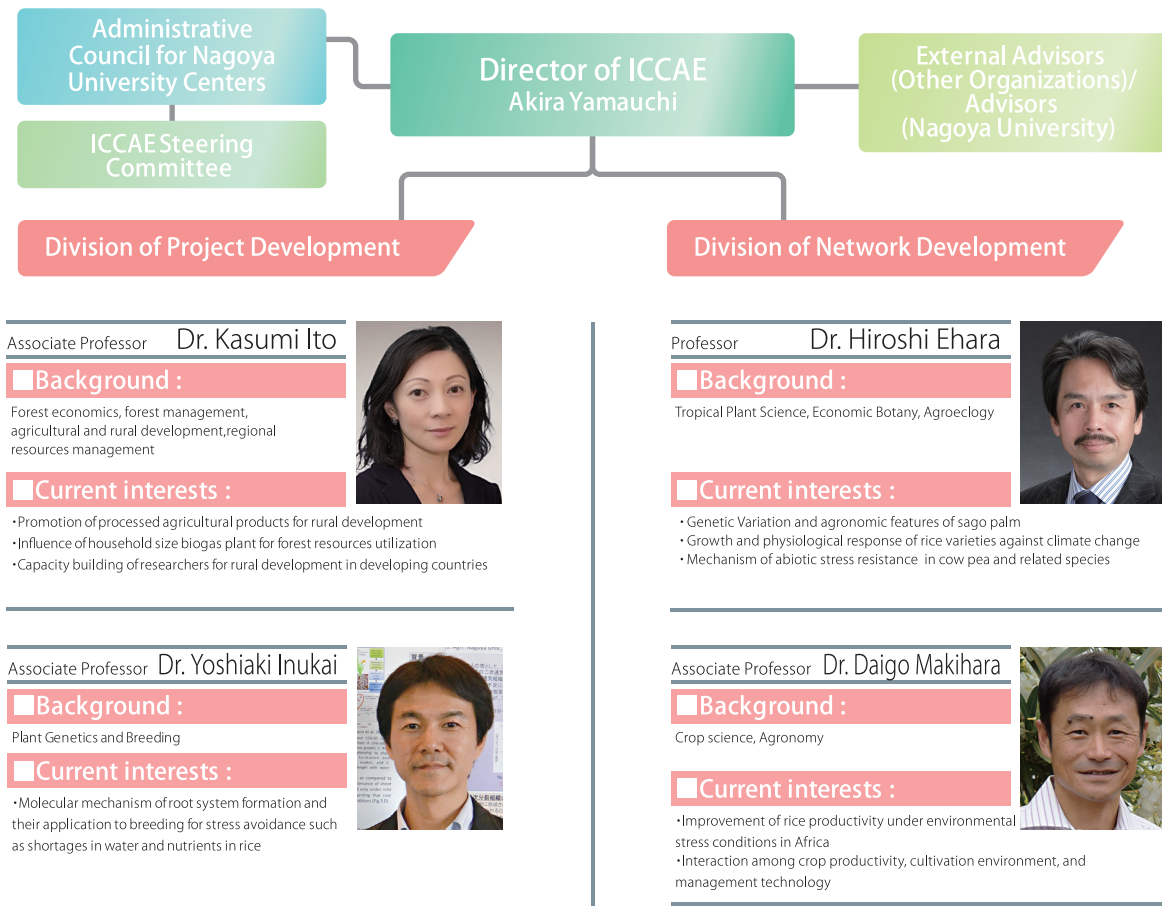 Administrative
Council for Nagoya
University Centers
ICCAE Steering
Committee
Director of ICCAE
Akira Yamauchi
External Advisors
(Other Organizations)/
Advisors
(Nagoya University)
Division of Project Development
Associate Professor Dr. Kasumi Ito
■Background :
Forest economics, forest management,
agricultural and rural development,regional
resources management
■Current interests :
・Promotion of processed agricultural products for rural development
・Influence of household size biogas plant for forest resources utilization
・Capacity building of researchers for rural development in developing countries
Associate Professor Dr. Yoshiaki Inukai
■Background :
Plant Genetics and Breeding
■Current interests :
・Molecular mechanism of root system formation and
their application to breeding for stress avoidance such
as shortages in water and nutrients in rice
Division of Network Development
Professor Dr. Hiroshi Ehara
■Background :
Tropical Plant Science, Economic Botany, Agroeclogy
■Current interests :
・Genetic Variation and agronomic features of sago palm
・Growth and physiological response of rice varieties against climate change
・Mechanism of abiotic stress resistance in cow pea and related species
Associate Professor Dr. Daigo Makihara
■Background :
Crop science, Agronomy
■Current interests :
・Improvement of rice productivity under environmental
stress conditions in Africa
・Interaction among crop productivity, cultivation environment, and
management technology